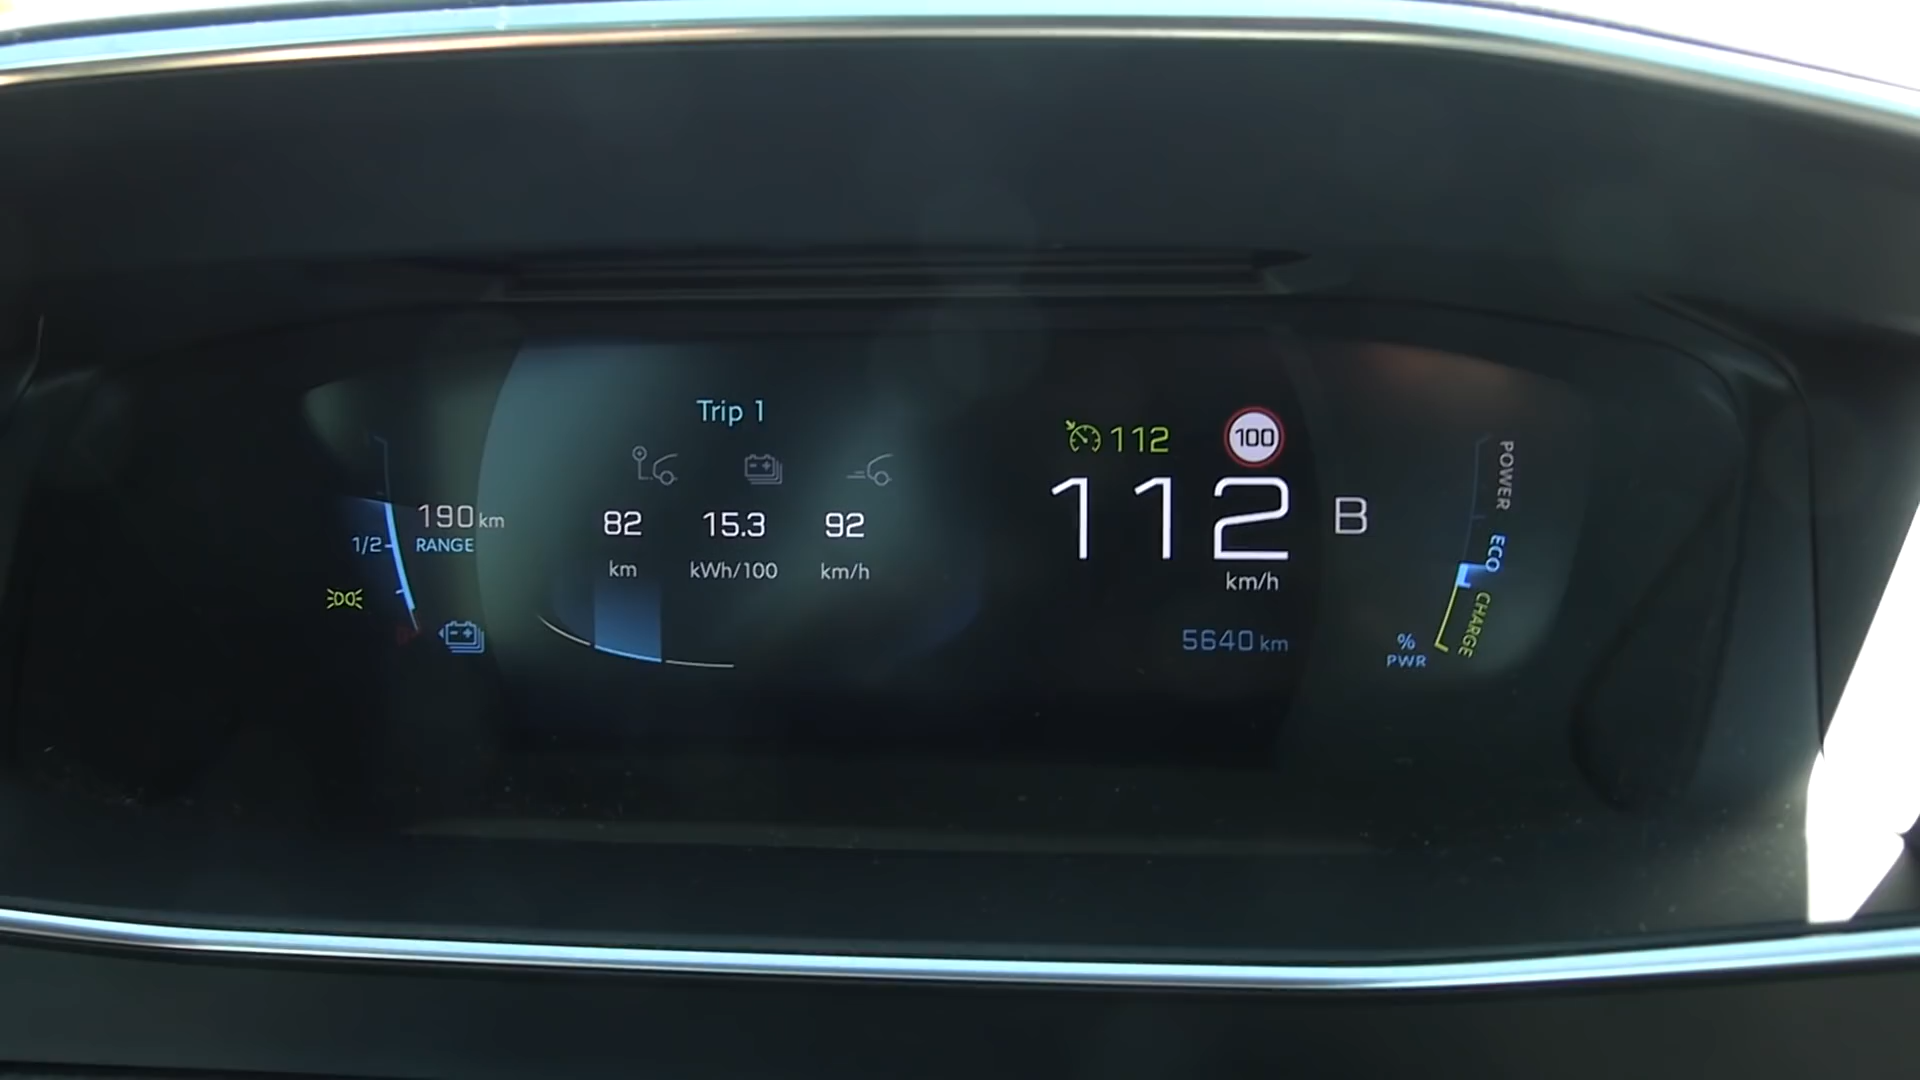 Trip 1
82 15.3 92
km kWh/100 km/h
190 km
RANGE
1/2
112
100
112
km/h
B
5640 km
POWER
ECO
CHARGE
%
PWR